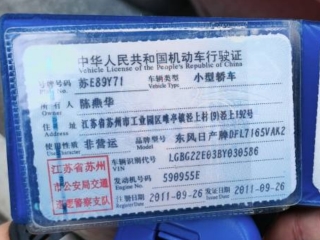 中华人民共和国机动车行驶证
Vehicle License of the People's Republic of China
号牌号码 苏E89Y71 车辆类型 小型轿车
Vehicle Type
所有人 陈燕华
Owner
住址 江苏省苏州市工业园区唯亭镇
Address
使用性质 非营运 品牌型号 东风日产牌DFL7165VAK2
江苏省苏州
市公安局交通
巡逻警察支队
车辆识别代号 LGBG22E03BY030586
VIN
发动机号码 590955E
Engine No.
注册日期 2011-09-26 发证日期 2011-09-26